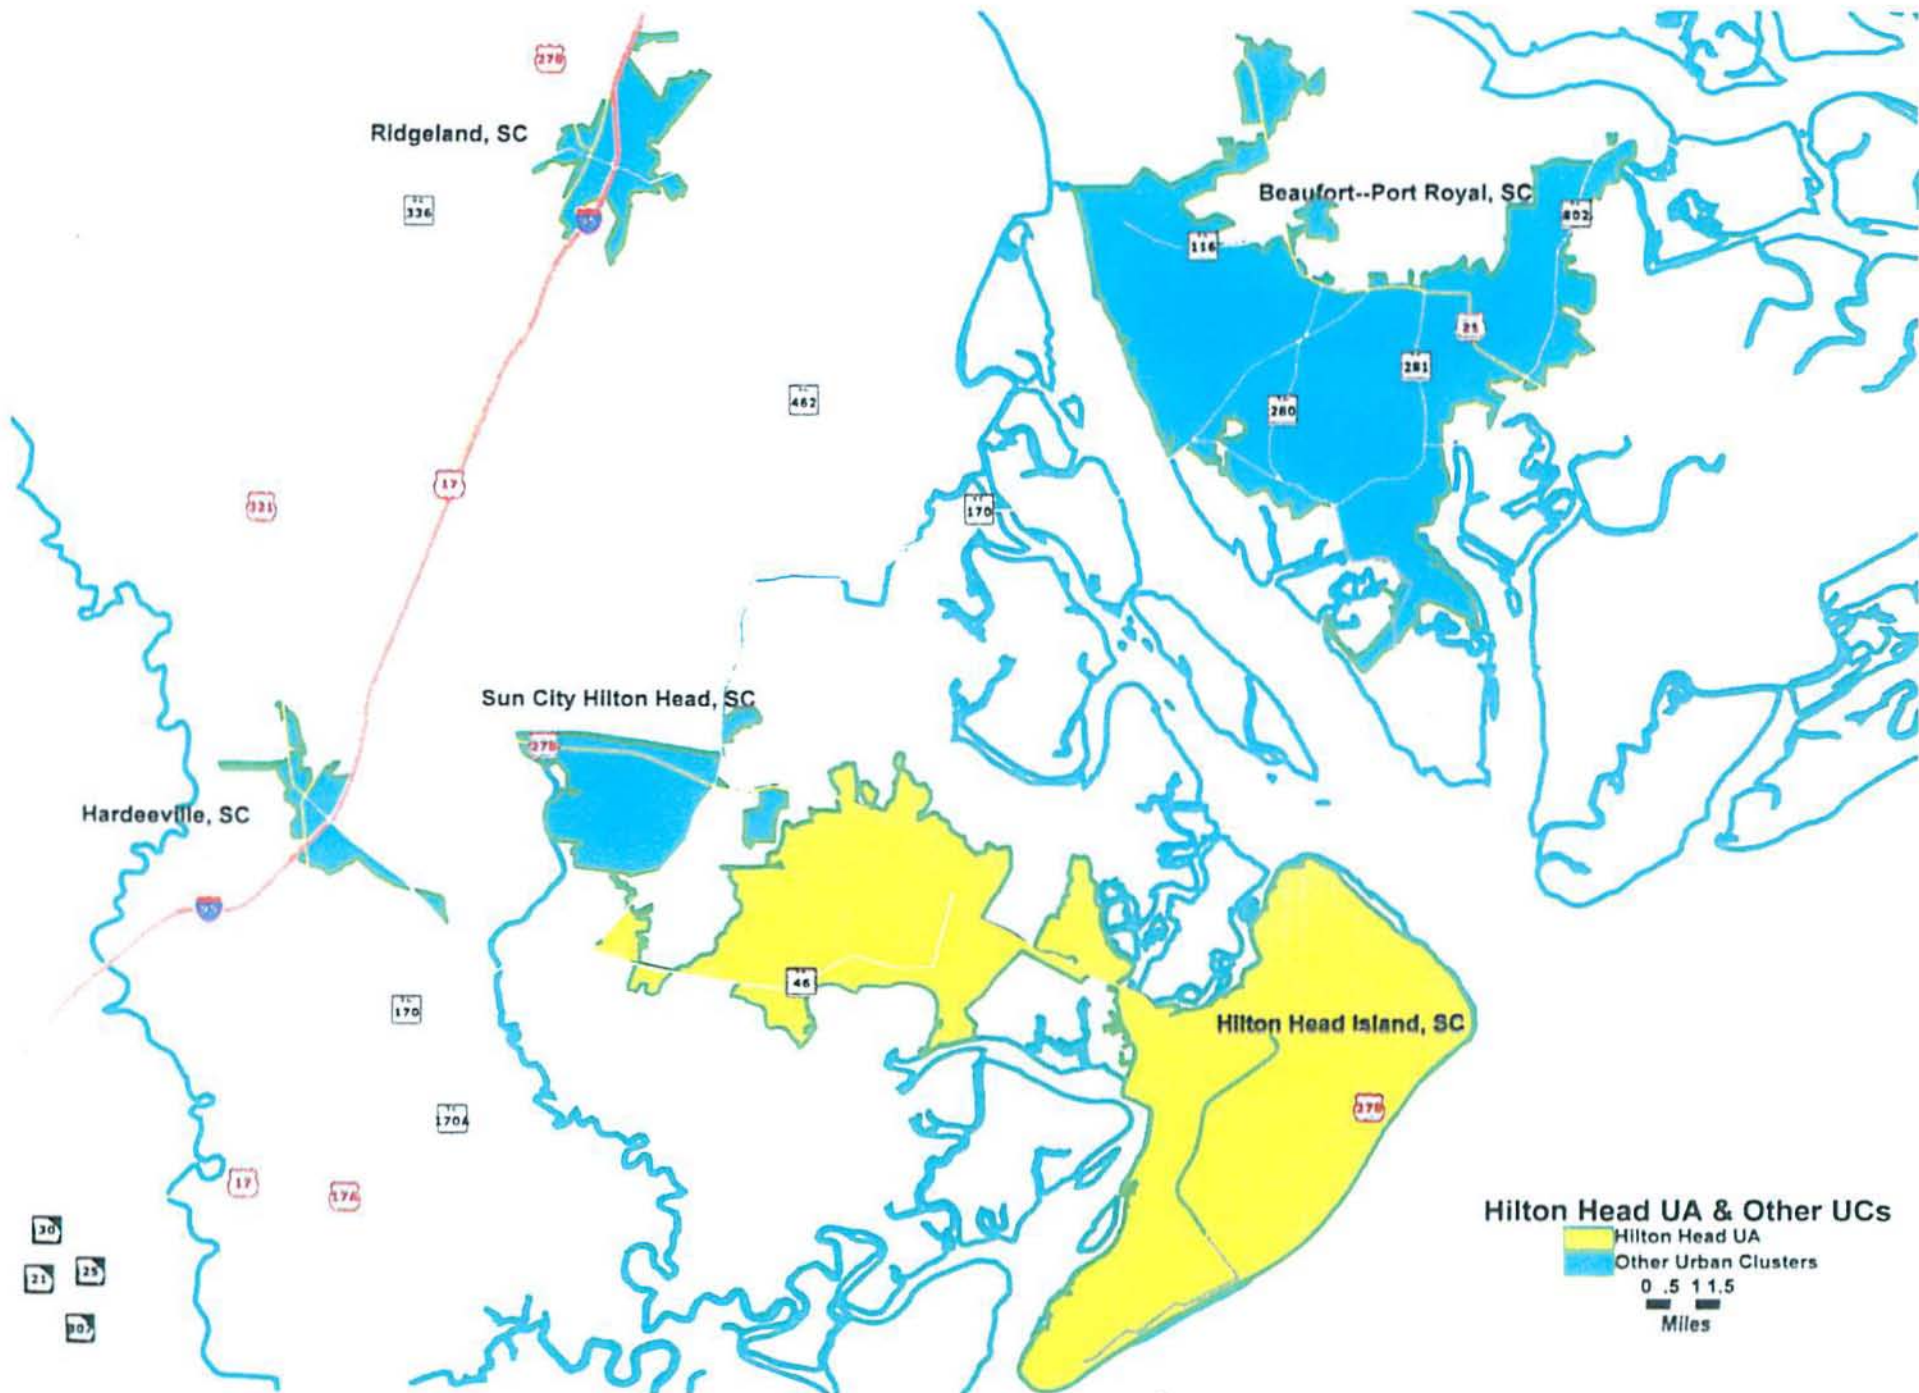 278
Ridgeland, SC
336
Beaufort--Port Royal, SC
802
116
21
281
462
280
17
321
170
Sun City Hilton Head, SC
278
Hardeeville, SC
95
46
170
Hilton Head Island, SC
278
170A
17
17A
Hilton Head UA & Other UCs
30
Hilton Head UA
Other Urban Clusters
21
25
0 .5 1 1.5
Miles
307